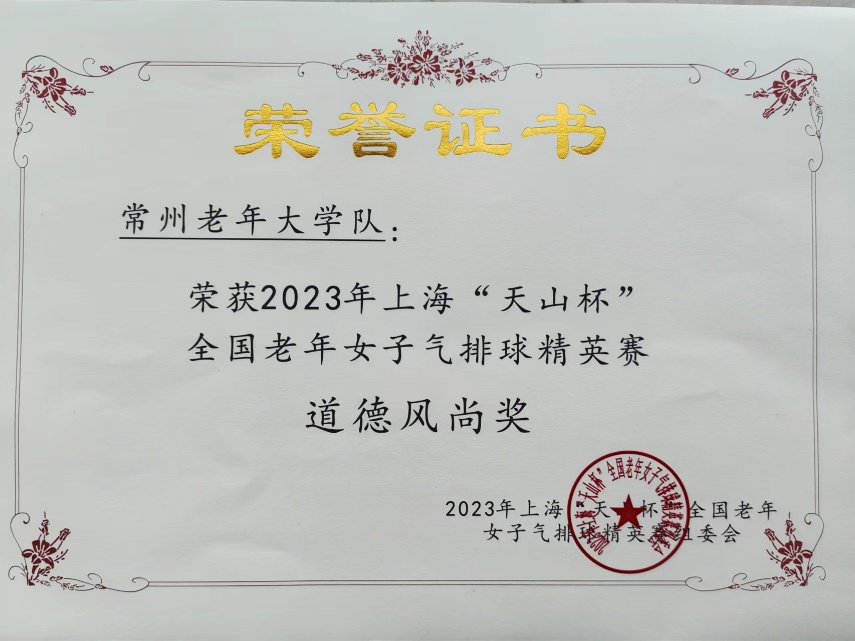 荣誉证书
常州老年大学队：
荣获2023年上海“天山杯”
全国老年女子气排球精英赛
道德风尚奖
2023年上海“天山杯”全国老年
女子气排球精英赛组委会